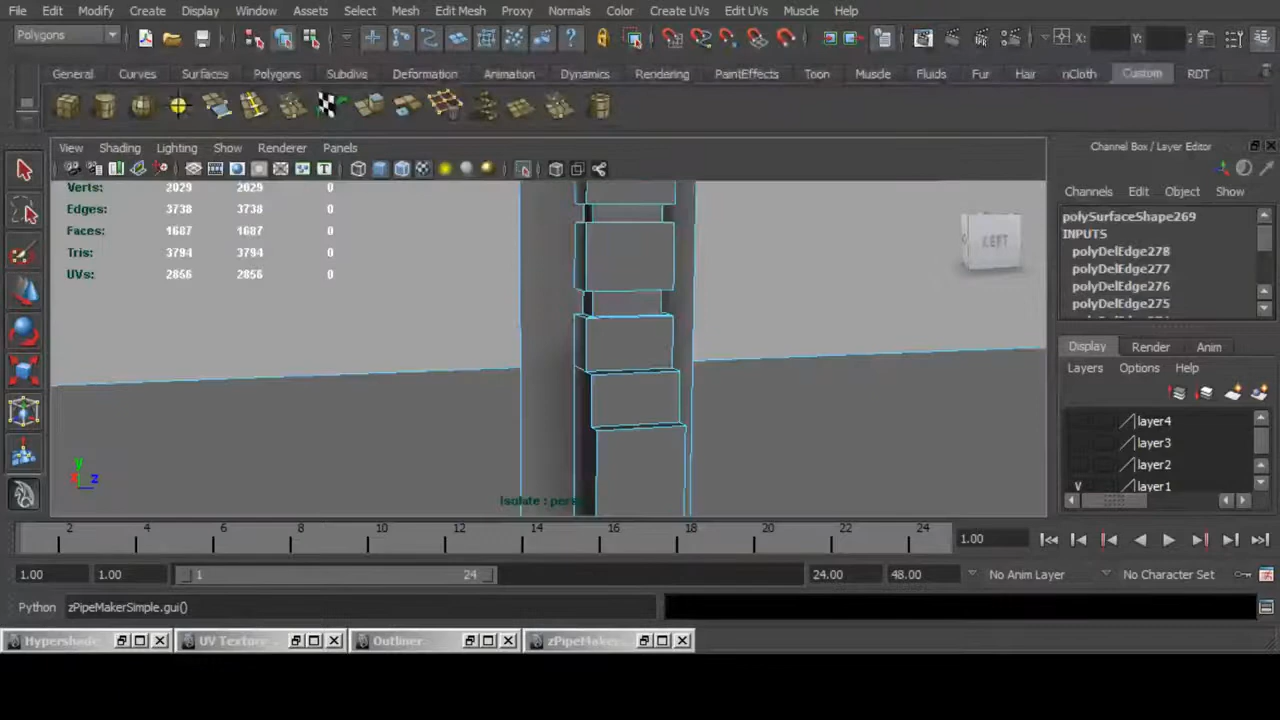 File Edit Modify Create Display Window Assets Select Mesh Edit Mesh Proxy Normals Color Create UVs Edit UVs Muscle Help
Polygons X: Y: Z
General Curves Surfaces Polygons Subdivs Deformation Animation Dynamics Rendering PaintEffects Toon Muscle Fluids Fur Hair nCloth Custom RDT
View Shading Lighting Show Renderer Panels
Channel Box / Layer Editor
Channels Edit Object Show
Verts: 2029 2029 0
Edges: 3738 3738 0
Faces: 1687 1687 0
Tris: 3794 3794 0
UVs: 2856 2856 0
LEFT
polySurfaceShape269
INPUTS
polyDelEdge278
polyDelEdge277
polyDelEdge276
polyDelEdge275
Display Render Anim
Layers Options Help
layer4
layer3
layer2
V layer1
y
z
Isolate : pers
2 4 6 8 10 12 14 16 18 20 22 24
1.00
1.00 1.00 1 24 24.00 48.00 No Anim Layer No Character Set
Python zPipeMakerSimple.gui()
Hypershade UV Texture Outliner zPipeMaker